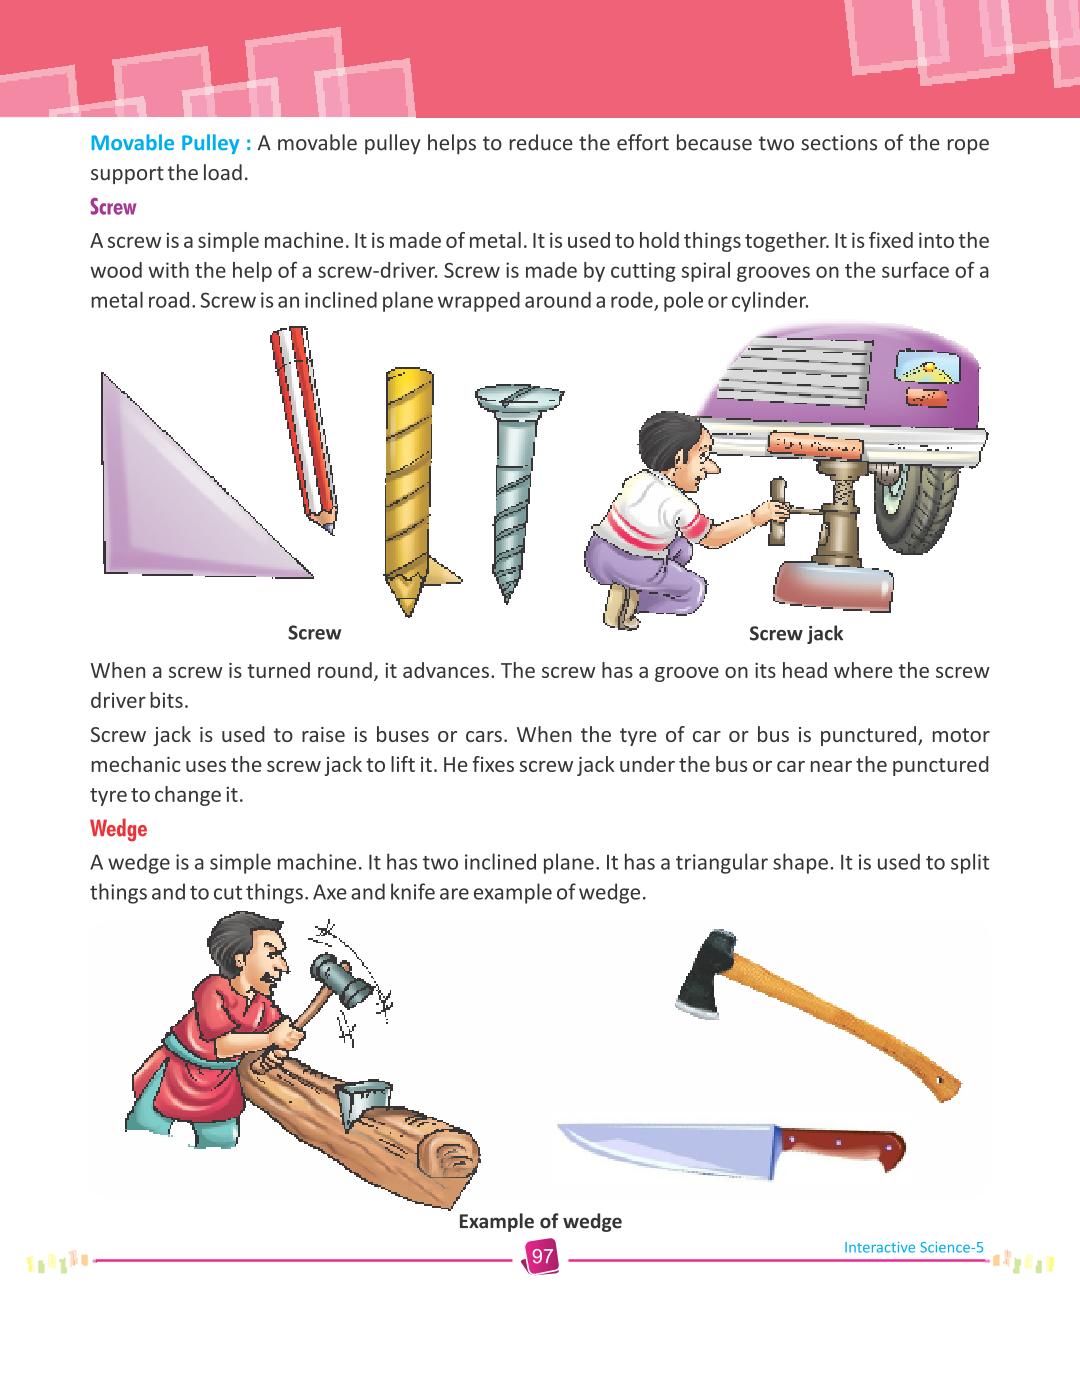 Movable Pulley : A movable pulley helps to reduce the effort because two sections of the rope
support the load.
Screw
A screw is a simple machine. It is made of metal. It is used to hold things together. It is fixed into the
wood with the help of a screw-driver. Screw is made by cutting spiral grooves on the surface of a
metal road. Screw is an inclined plane wrapped around a rode, pole or cylinder.
Screw
Screw jack
When a screw is turned round, it advances. The screw has a groove on its head where the screw
driver bits.
Screw jack is used to raise is buses or cars. When the tyre of car or bus is punctured, motor
mechanic uses the screw jack to lift it. He fixes screw jack under the bus or car near the punctured
tyre to change it.
Wedge
A wedge is a simple machine. It has two inclined plane. It has a triangular shape. It is used to split
things and to cut things. Axe and knife are example of wedge.
Example of wedge
97
Interactive Science-5